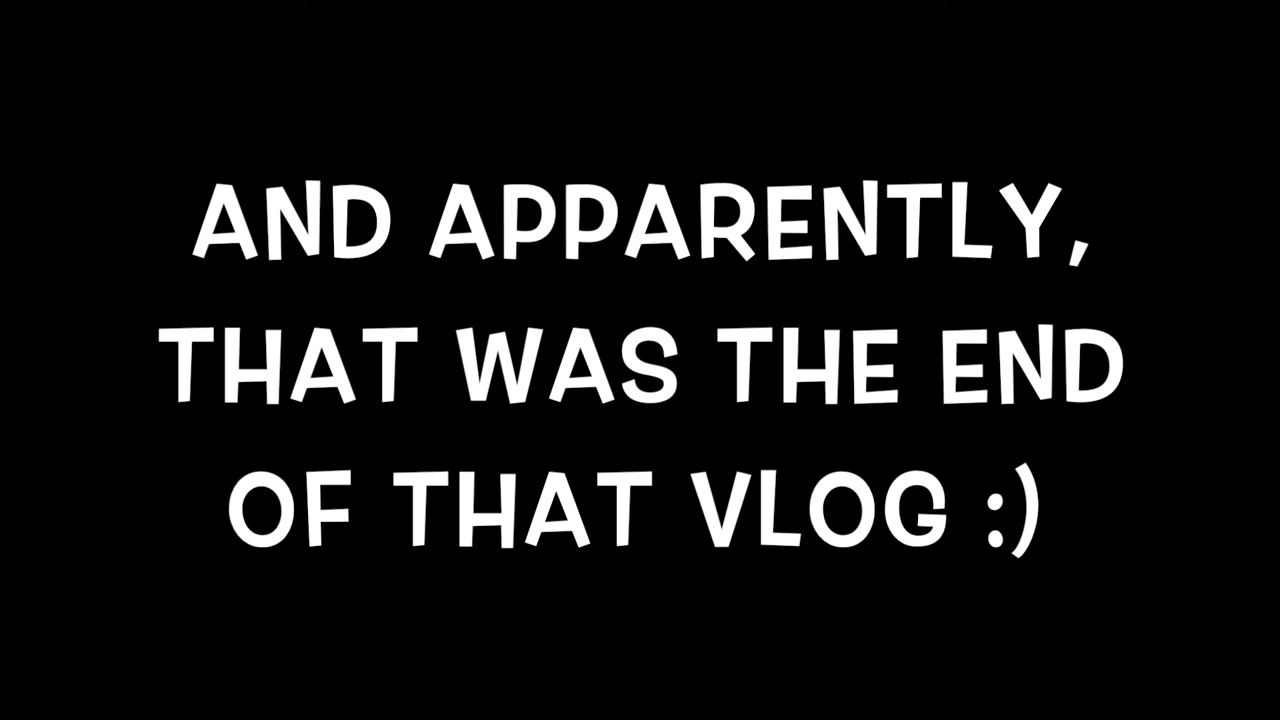 AND APPARENTLY,
THAT WAS THE END
OF THAT VLOG :)